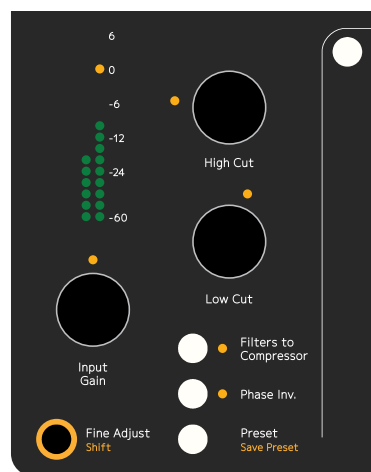 6
0
-6
-12
-24
-60
High Cut
Low Cut
Input
Gain
Filters to
Compressor
Phase Inv.
Fine Adjust
Shift
Preset
Save Preset